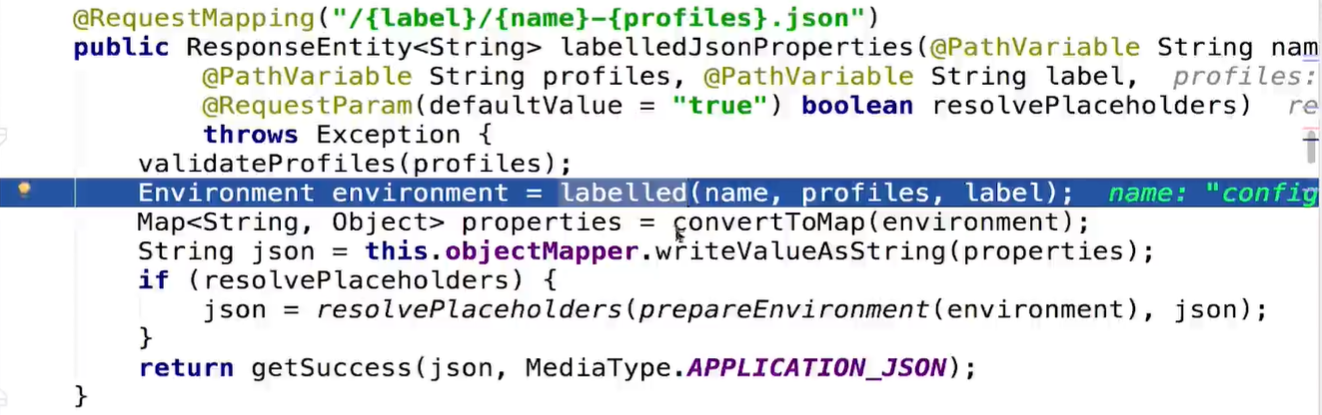 @RequestMapping("/{label}/{name}-{profiles}.json")
public ResponseEntity<String> labelledJsonProperties(@PathVariable String nam
@PathVariable String profiles, @PathVariable String label, profiles:
@RequestParam(defaultValue = "true") boolean resolvePlaceholders) re
throws Exception {
validateProfiles(profiles);
Environment environment = labelled(name, profiles, label); name: "config
Map<String, Object> properties = convertToMap(environment);
String json = this.objectMapper.writeValueAsString(properties);
if (resolvePlaceholders) {
json = resolvePlaceholders(prepareEnvironment(environment), json);
}
return getSuccess(json, MediaType.APPLICATION_JSON);
}